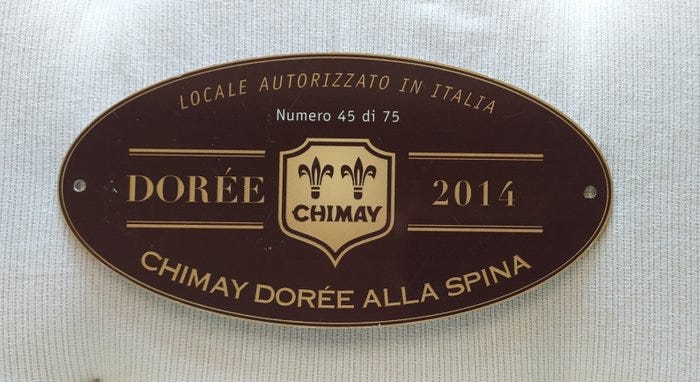 LOCALE AUTORIZZATO IN ITALIA
Numero 45 di 75
DORÉE CHIMAY 2014
CHIMAY DORÉE ALLA SPINA